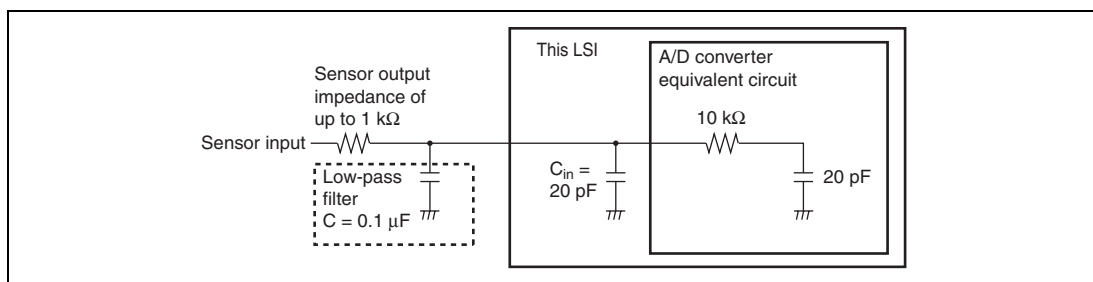 This LSI
A/D converter
equivalent circuit
Sensor output
impedance of
up to 1 kΩ
10 kΩ
Sensor input
Low-pass
filter
C = 0.1 μF
Cin =
20 pF
20 pF